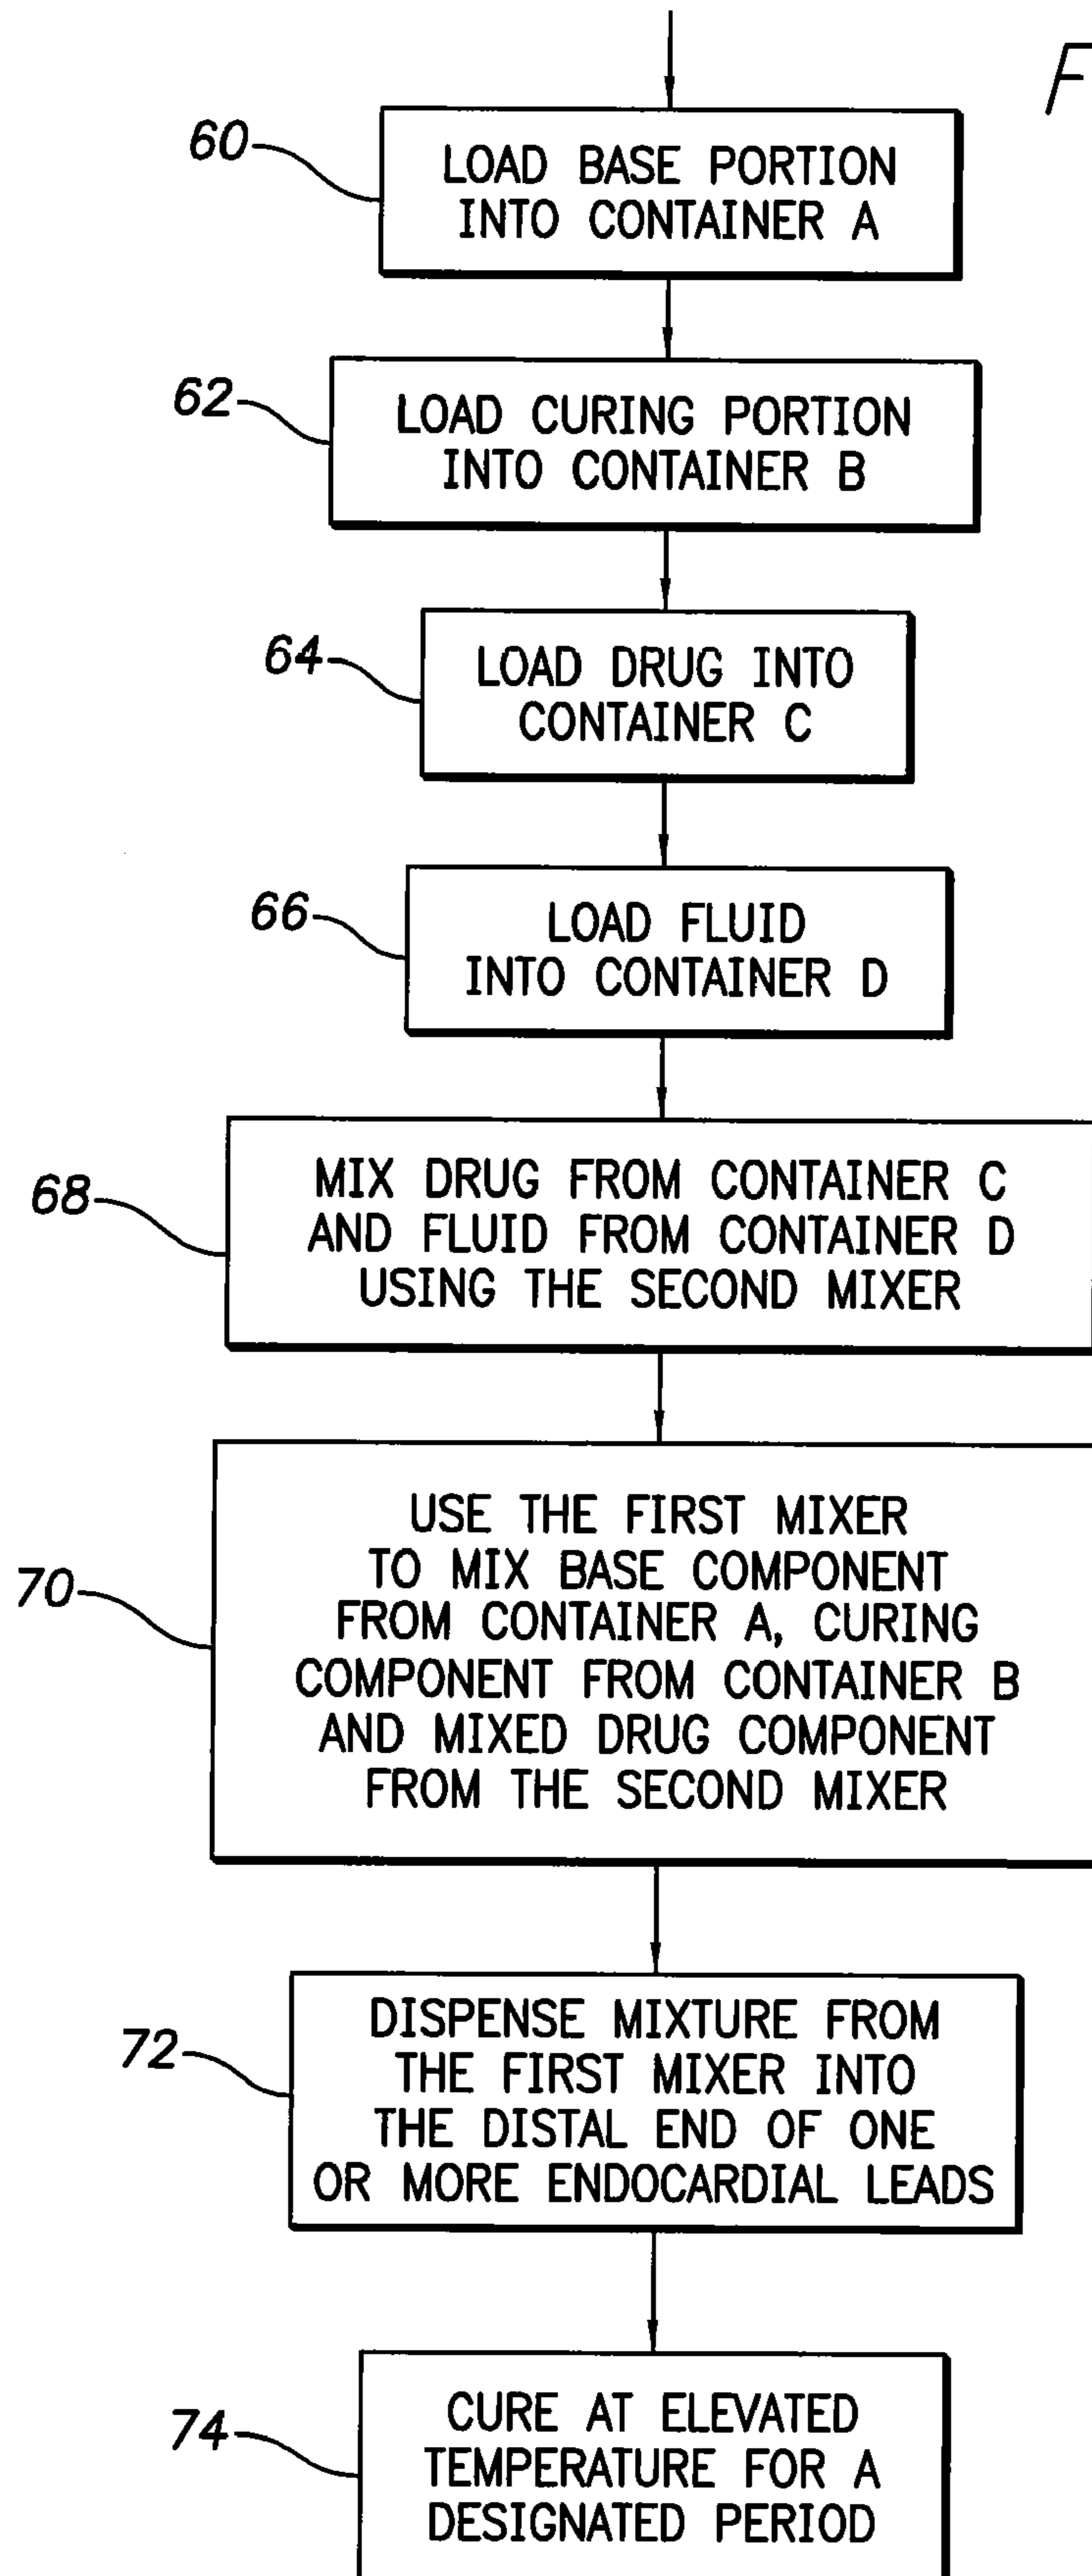 F
60
LOAD BASE PORTION
INTO CONTAINER A
62
LOAD CURING PORTION
INTO CONTAINER B
64
LOAD DRUG INTO
CONTAINER C
66
LOAD FLUID
INTO CONTAINER D
68
MIX DRUG FROM CONTAINER C
AND FLUID FROM CONTAINER D
USING THE SECOND MIXER
70
USE THE FIRST MIXER
TO MIX BASE COMPONENT
FROM CONTAINER A, CURING
COMPONENT FROM CONTAINER B
AND MIXED DRUG COMPONENT
FROM THE SECOND MIXER
72
DISPENSE MIXTURE FROM
THE FIRST MIXER INTO
THE DISTAL END OF ONE
OR MORE ENDOCARDIAL LEADS
74
CURE AT ELEVATED
TEMPERATURE FOR A
DESIGNATED PERIOD